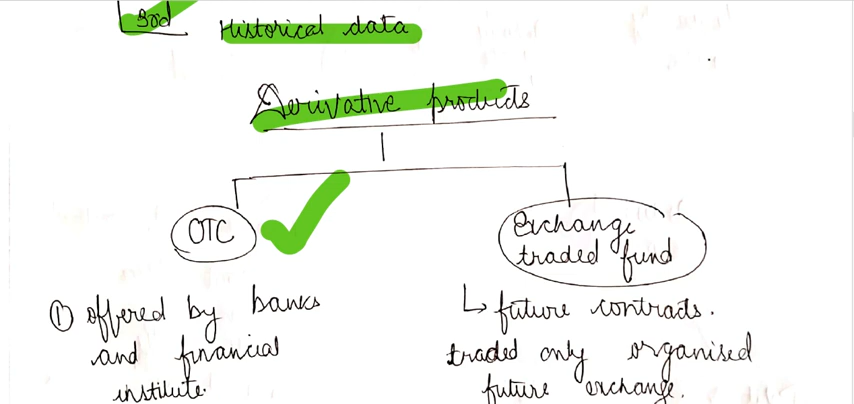 3rd
Historical data
Derivative products
OTC
Exchange
traded fund
① offered by banks
and financial
institute.
↳ future contracts.
traded only organised
future exchange.